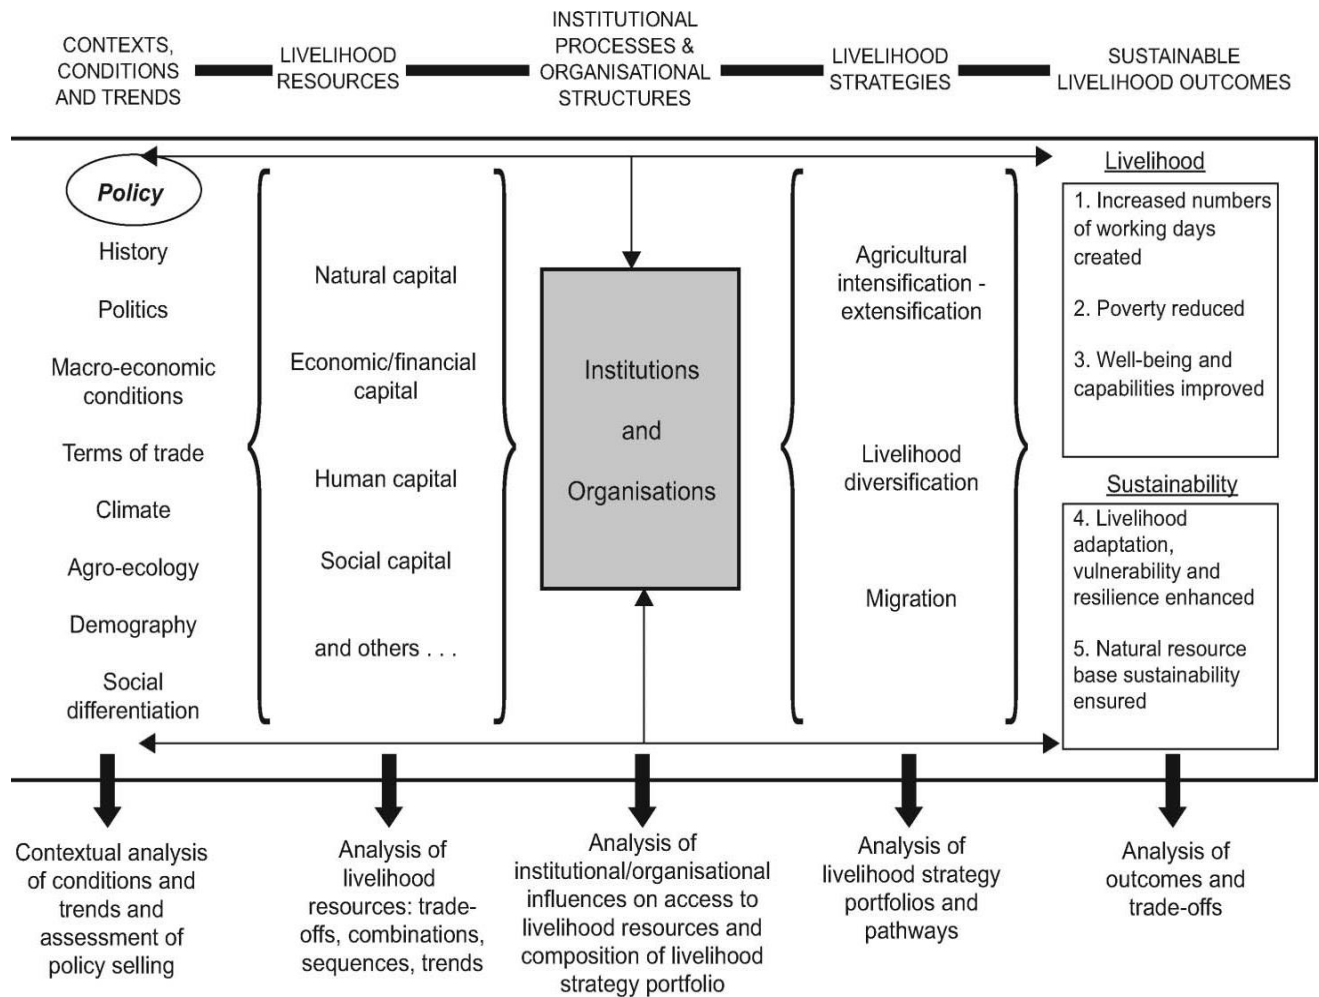 CONTEXTS,
CONDITIONS
AND TRENDS
LIVELIHOOD
RESOURCES
INSTITUTIONAL
PROCESSES &
ORGANISATIONAL
STRUCTURES
LIVELIHOOD
STRATEGIES
SUSTAINABLE
LIVELIHOOD OUTCOMES
Policy
History
Politics
Macro-economic
conditions
Terms of trade
Climate
Agro-ecology
Demography
Social
differentiation
Natural capital
Economic/financial
capital
Human capital
Social capital
and others . . .
Institutions
and
Organisations
Agricultural
intensification -
extensification
Livelihood
diversification
Migration
Livelihood
1. Increased numbers
of working days
created
2. Poverty reduced
3. Well-being and
capabilities improved
Sustainability
4. Livelihood
adaptation,
vulnerability and
resilience enhanced
5. Natural resource
base sustainability
ensured
Contextual analysis
of conditions and
trends and
assessment of
policy selling
Analysis of
livelihood
resources: trade-
offs, combinations,
sequences, trends
Analysis of
institutional/organisational
influences on access to
livelihood resources and
composition of livelihood
strategy portfolio
Analysis of
livelihood strategy
portfolios and
pathways
Analysis of
outcomes and
trade-offs